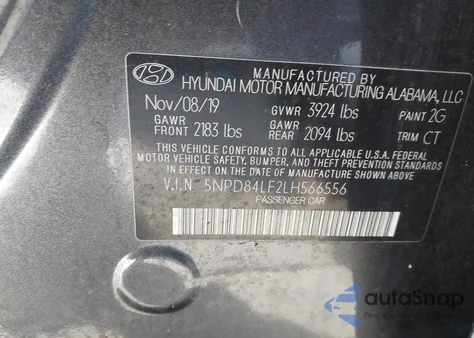 MANUFACTURED BY
HYUNDAI MOTOR MANUFACTURING ALABAMA, LLC
Nov/08/19 GVWR 3924 lbs PAINT 2G
GAWR FRONT 2183 lbs GAWR REAR 2094 lbs TRIM CT
THIS VEHICLE CONFORMS TO ALL APPLICABLE U.S.A. FEDERAL
MOTOR VEHICLE SAFETY, BUMPER, AND THEFT PREVENTION
STANDARDS IN EFFECT ON THE DATE OF MANUFACTURE SHOWN ABOVE.
V.I.N 5NPD84LF2LH566556
PASSENGER CAR
autoSnap